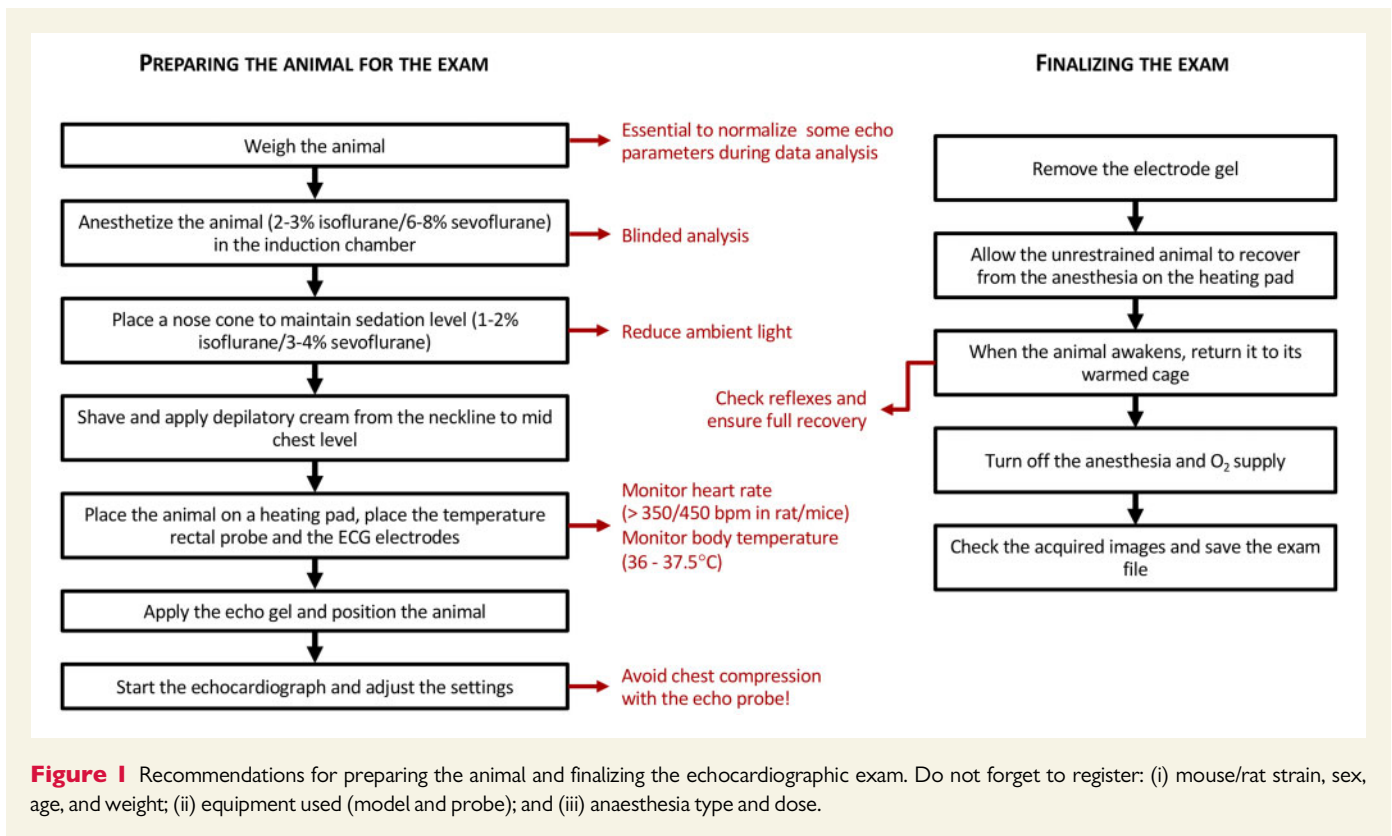 PREPARING THE ANIMAL FOR THE EXAM
Weigh the animal
Essential to normalize some echo
parameters during data analysis
Anesthetize the animal (2-3% isoflurane/6-8% sevoflurane)
in the induction chamber
Blinded analysis
Place a nose cone to maintain sedation level (1-2%
isoflurane/3-4% sevoflurane)
Reduce ambient light
Shave and apply depilatory cream from the neckline to mid
chest level
Place the animal on a heating pad, place the temperature
rectal probe and the ECG electrodes
Monitor heart rate
(> 350/450 bpm in rat/mice)
Monitor body temperature
(36 - 37.5°C)
Apply the echo gel and position the animal
Start the echocardiograph and adjust the settings
Avoid chest compression
with the echo probe!
FINALIZING THE EXAM
Remove the electrode gel
Allow the unrestrained animal to recover
from the anesthesia on the heating pad
When the animal awakens, return it to its
warmed cage
Check reflexes and
ensure full recovery
Turn off the anesthesia and O₂ supply
Check the acquired images and save the exam
file
Figure 1 Recommendations for preparing the animal and finalizing the echocardiographic exam. Do not forget to register: (i) mouse/rat strain, sex,
age, and weight; (ii) equipment used (model and probe); and (iii) anaesthesia type and dose.